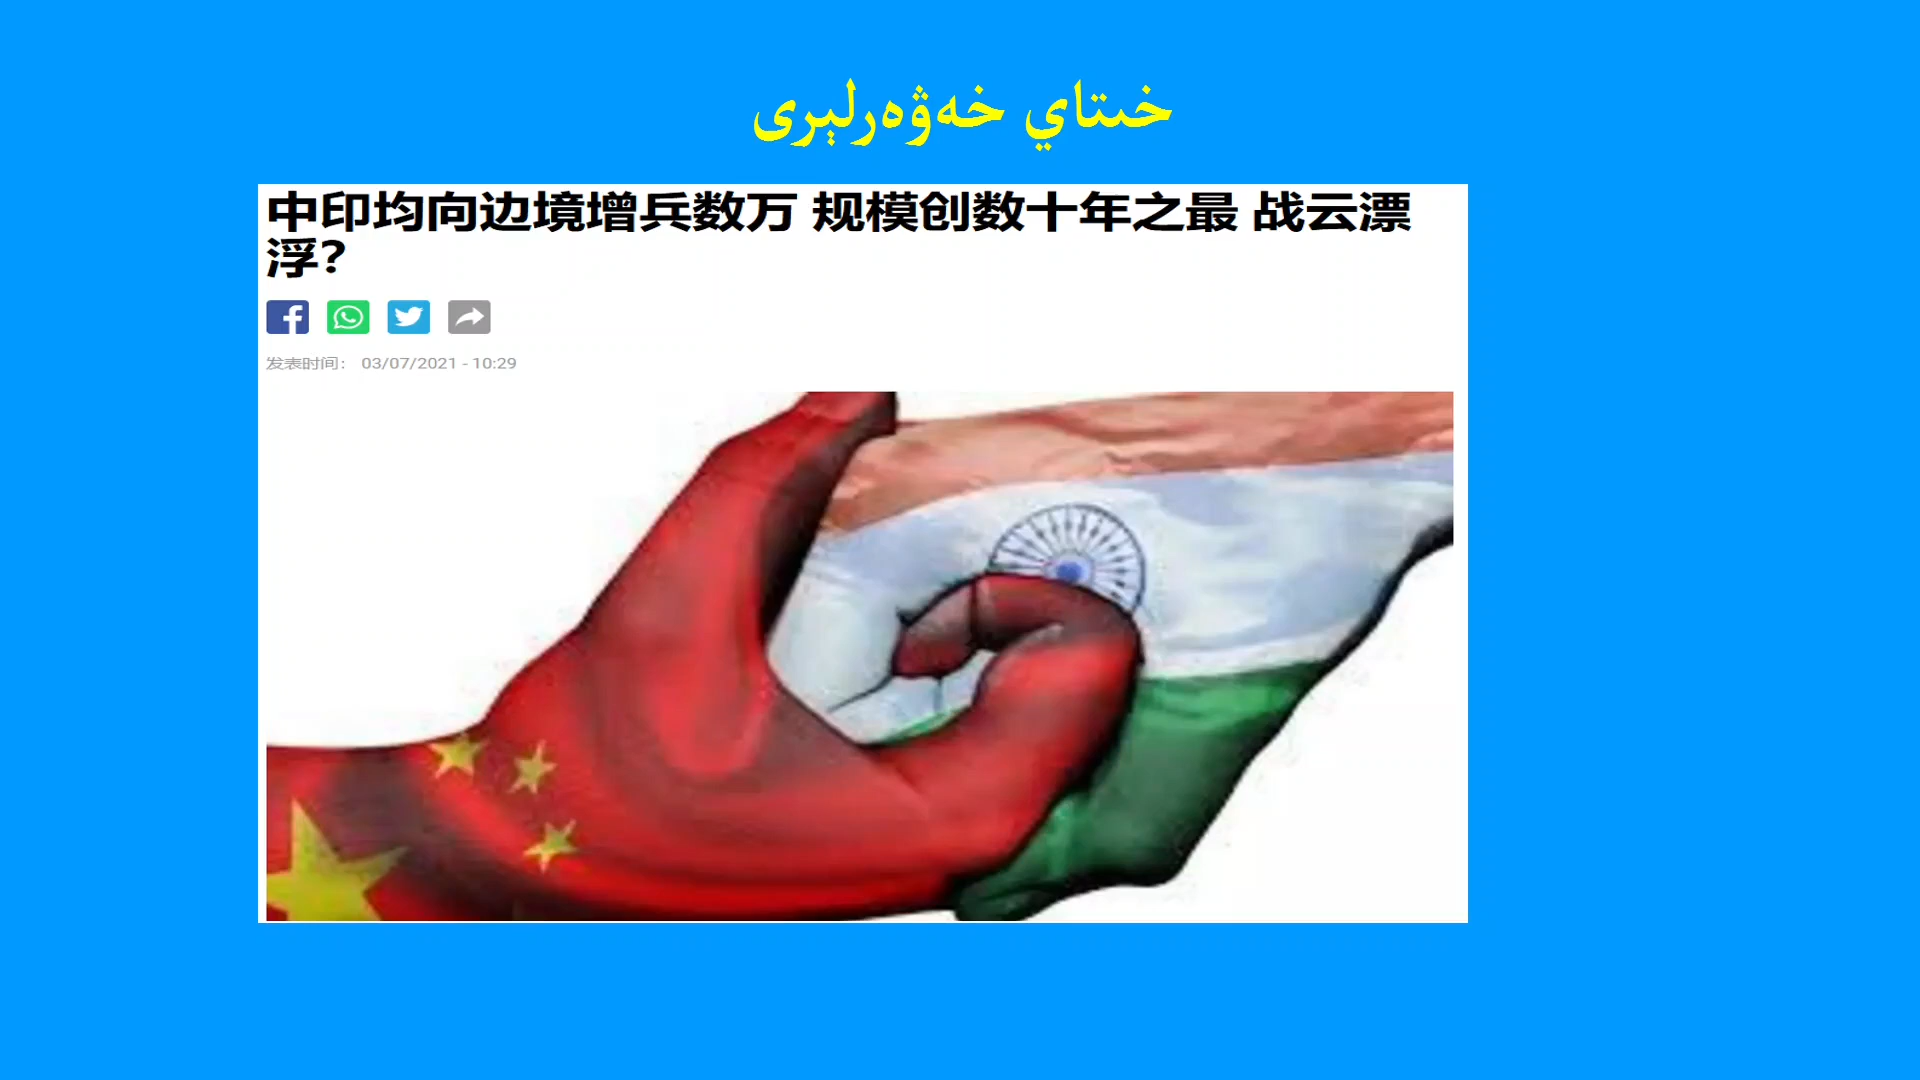 خىتاي خەۋەرلېرى
中印均向边境增兵数万 规模创数十年之最 战云漂
浮?
发表时间： 03/07/2021 - 10:29